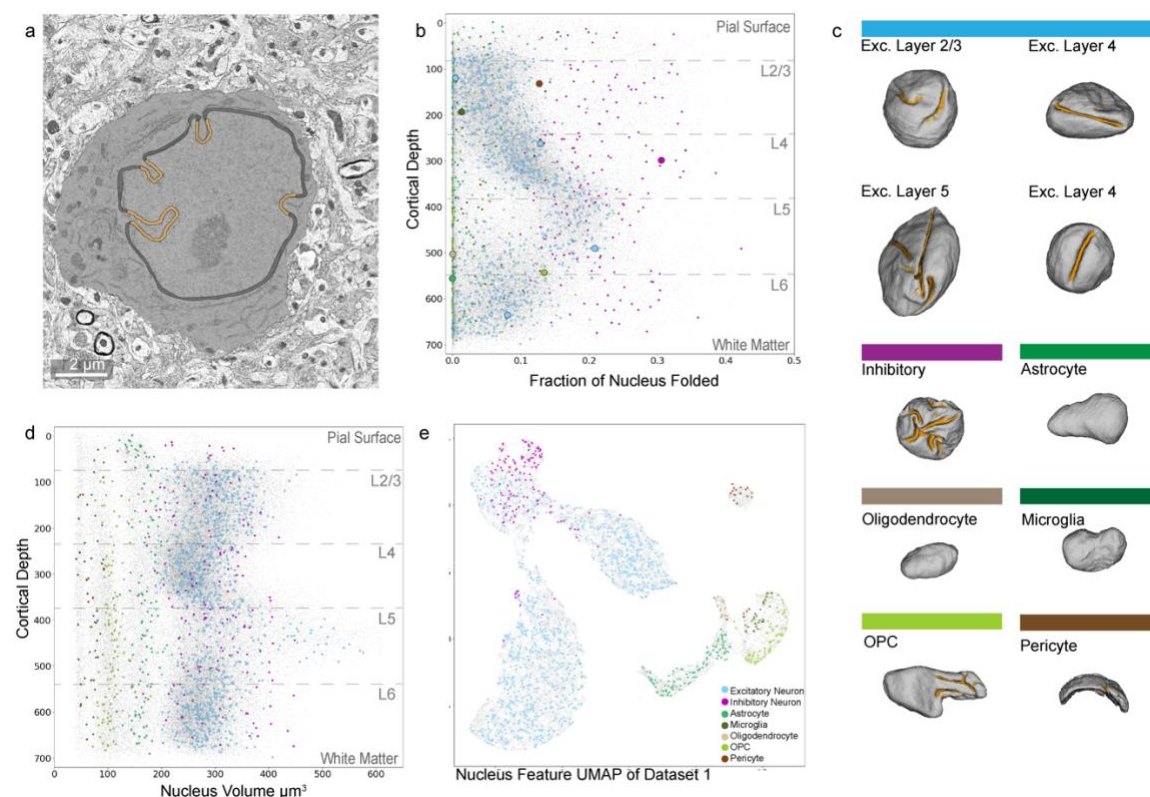 a
2 µm
b
Pial Surface
0
L2/3
100
200
L4
300
L5
400
500
L6
600
White Matter
700
0.0 0.1 0.2 0.3 0.4 0.5
Cortical Depth
Fraction of Nucleus Folded
c
Exc. Layer 2/3 Exc. Layer 4
Exc. Layer 5 Exc. Layer 4
Inhibitory Astrocyte
Oligodendrocyte Microglia
OPC Pericyte
d
Pial Surface
0
L2/3
100
200
L4
300
L5
400
500
L6
600
White Matter
700
0 100 200 300 400 500 600
Cortical Depth
Nucleus Volume µm³
e
Excitatory Neuron
Inhibitory Neuron
Astrocyte
Microglia
Oligodendrocyte
OPC
Pericyte
Nucleus Feature UMAP of Dataset 1